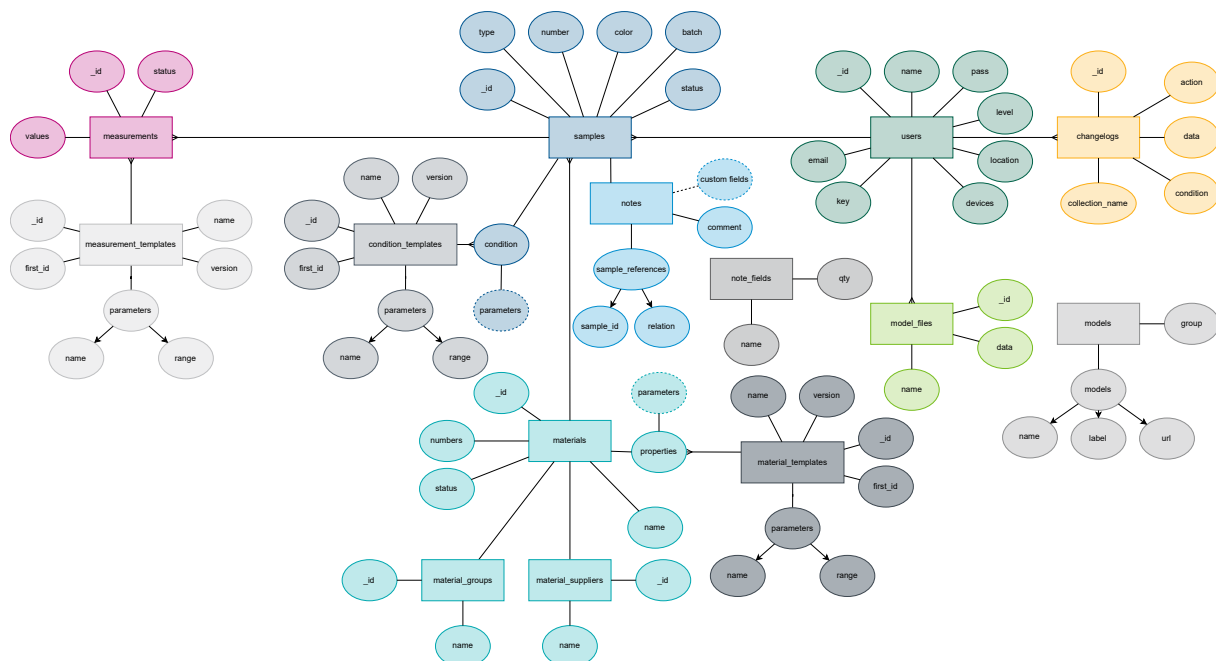 type
number
color
batch
_id
status
_id
status
_id
name
pass
_id
action
level
values
measurements
samples
users
changelogs
data
email
location
key
devices
collection_name
condition
name
version
custom fields
notes
comment
_id
name
_id
measurement_templates
condition_templates
condition
first_id
version
first_id
sample_references
note_fields
qty
parameters
parameters
parameters
sample_id
relation
name
model_files
_id
data
name
models
group
name
range
name
range
_id
parameters
name
version
models
name
label
url
numbers
materials
properties
material_templates
_id
status
first_id
name
parameters
name
range
_id
material_groups
material_suppliers
_id
name
name